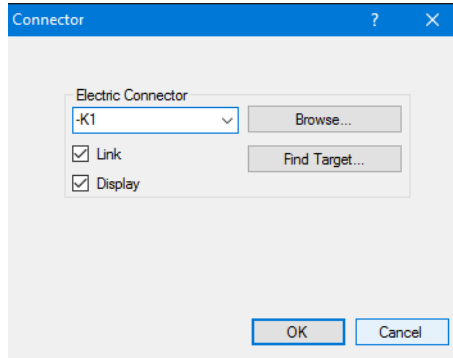 Connector ? ×
Electric Connector
-K1 Browse...
Link Find Target...
Display
OK Cancel